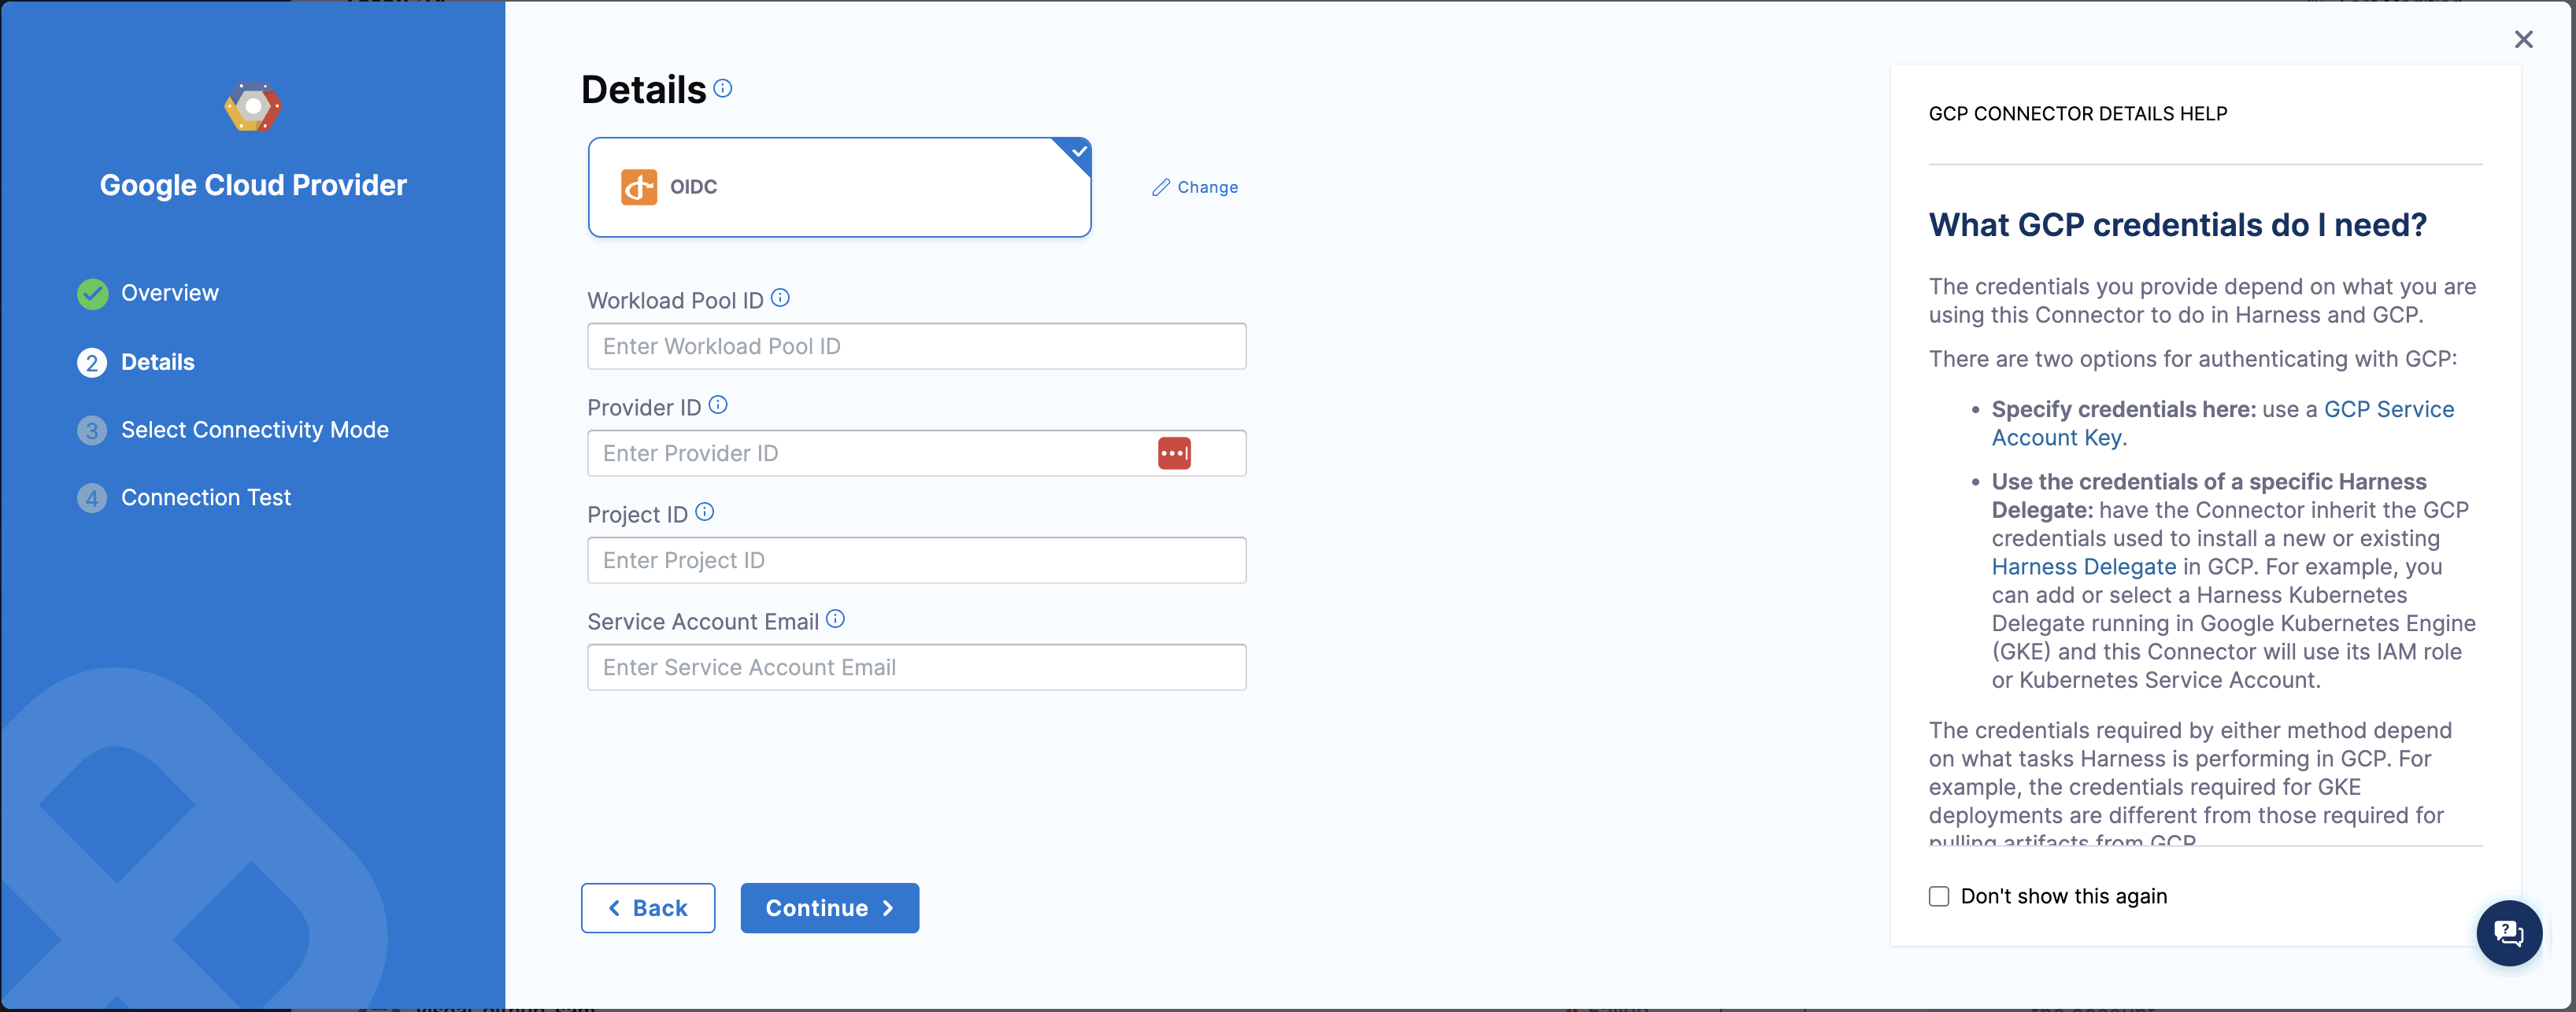 Google Cloud Provider
Overview
2 Details
3 Select Connectivity Mode
4 Connection Test
Details
OIDC
Change
Workload Pool ID
Enter Workload Pool ID
Provider ID
Enter Provider ID
Project ID
Enter Project ID
Service Account Email
Enter Service Account Email
Back
Continue
GCP CONNECTOR DETAILS HELP
What GCP credentials do I need?
The credentials you provide depend on what you are
using this Connector to do in Harness and GCP.
There are two options for authenticating with GCP:
• Specify credentials here: use a GCP Service
Account Key.
• Use the credentials of a specific Harness
Delegate: have the Connector inherit the GCP
credentials used to install a new or existing
Harness Delegate in GCP. For example, you
can add or select a Harness Kubernetes
Delegate running in Google Kubernetes Engine
(GKE) and this Connector will use its IAM role
or Kubernetes Service Account.
The credentials required by either method depend
on what tasks Harness is performing in GCP. For
example, the credentials required for GKE
deployments are different from those required for
pulling artifacts from GCR
Don't show this again